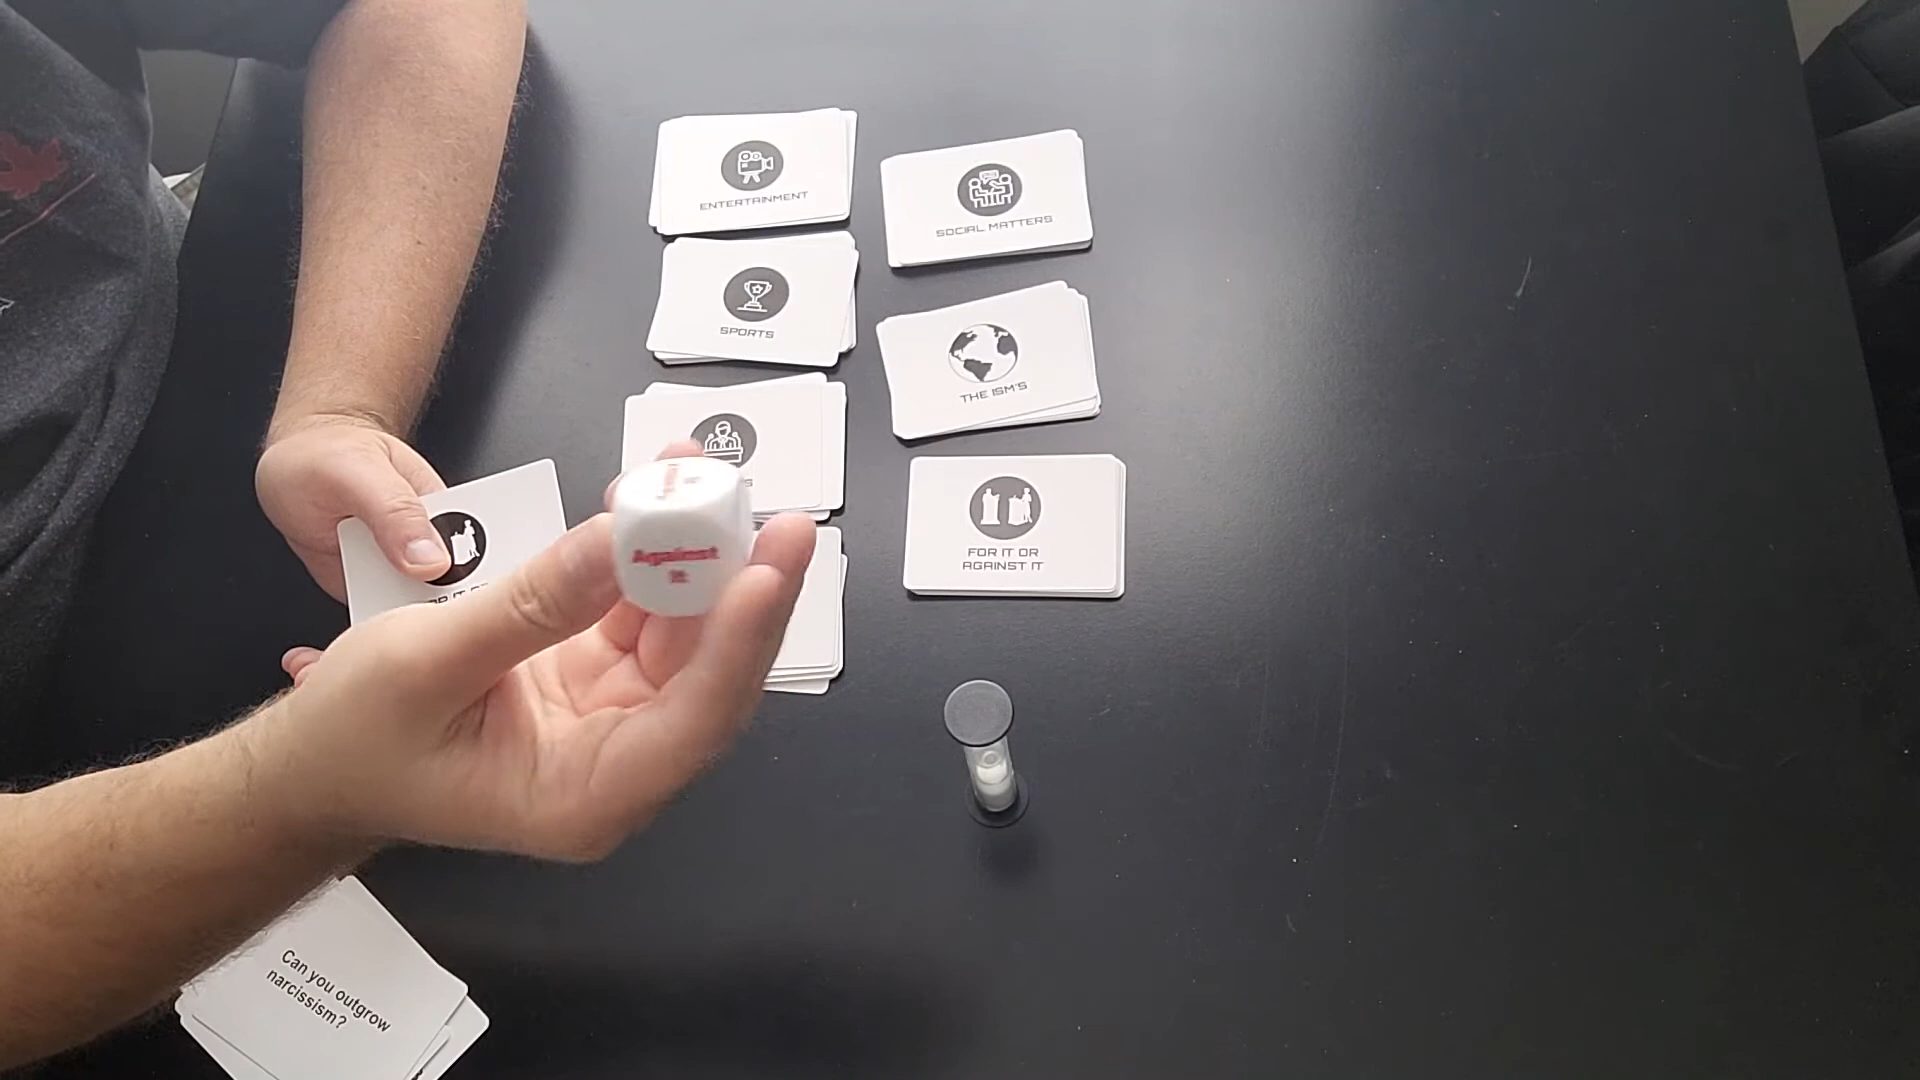 ENTERTAINMENT
SOCIAL MATTERS
SPORTS
THE ISM'S
FOR IT OR
AGAINST IT
Against
it
Can you outgrow
narcissism?